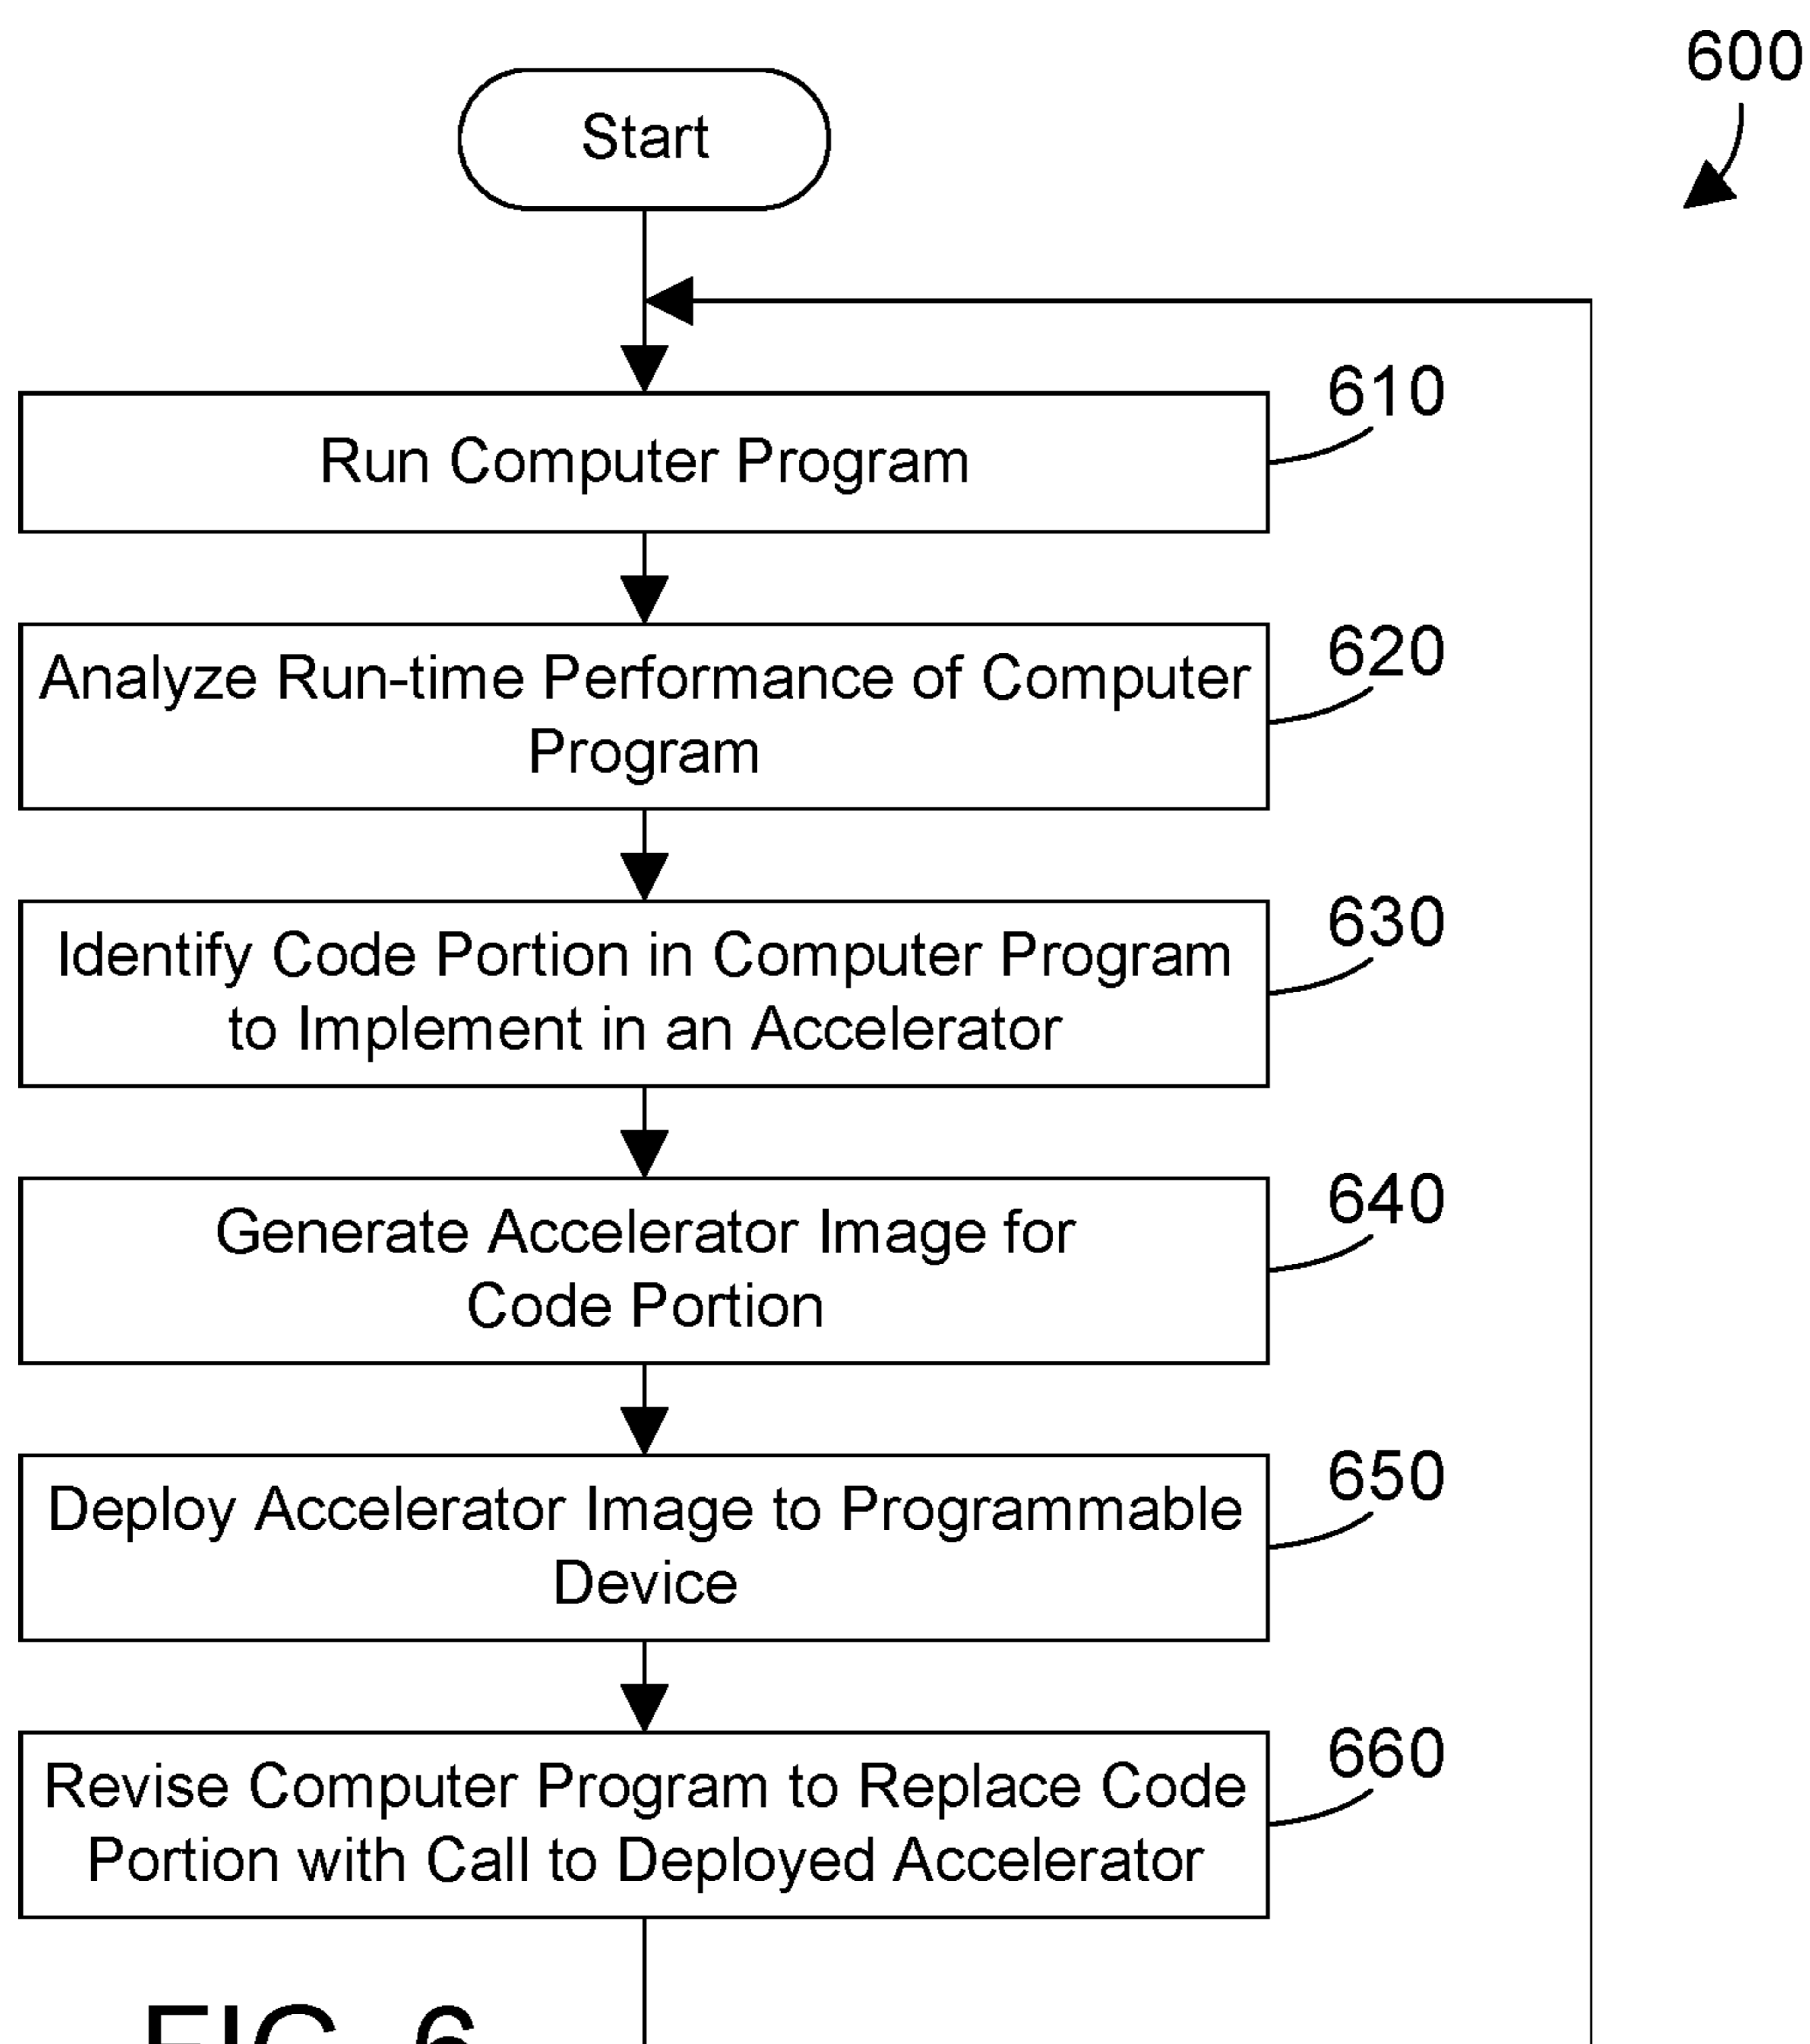 600
Start
610
Run Computer Program
620
Analyze Run-time Performance of Computer
Program
630
Identify Code Portion in Computer Program
to Implement in an Accelerator
640
Generate Accelerator Image for
Code Portion
650
Deploy Accelerator Image to Programmable
Device
660
Revise Computer Program to Replace Code
Portion with Call to Deployed Accelerator
FIG. 6